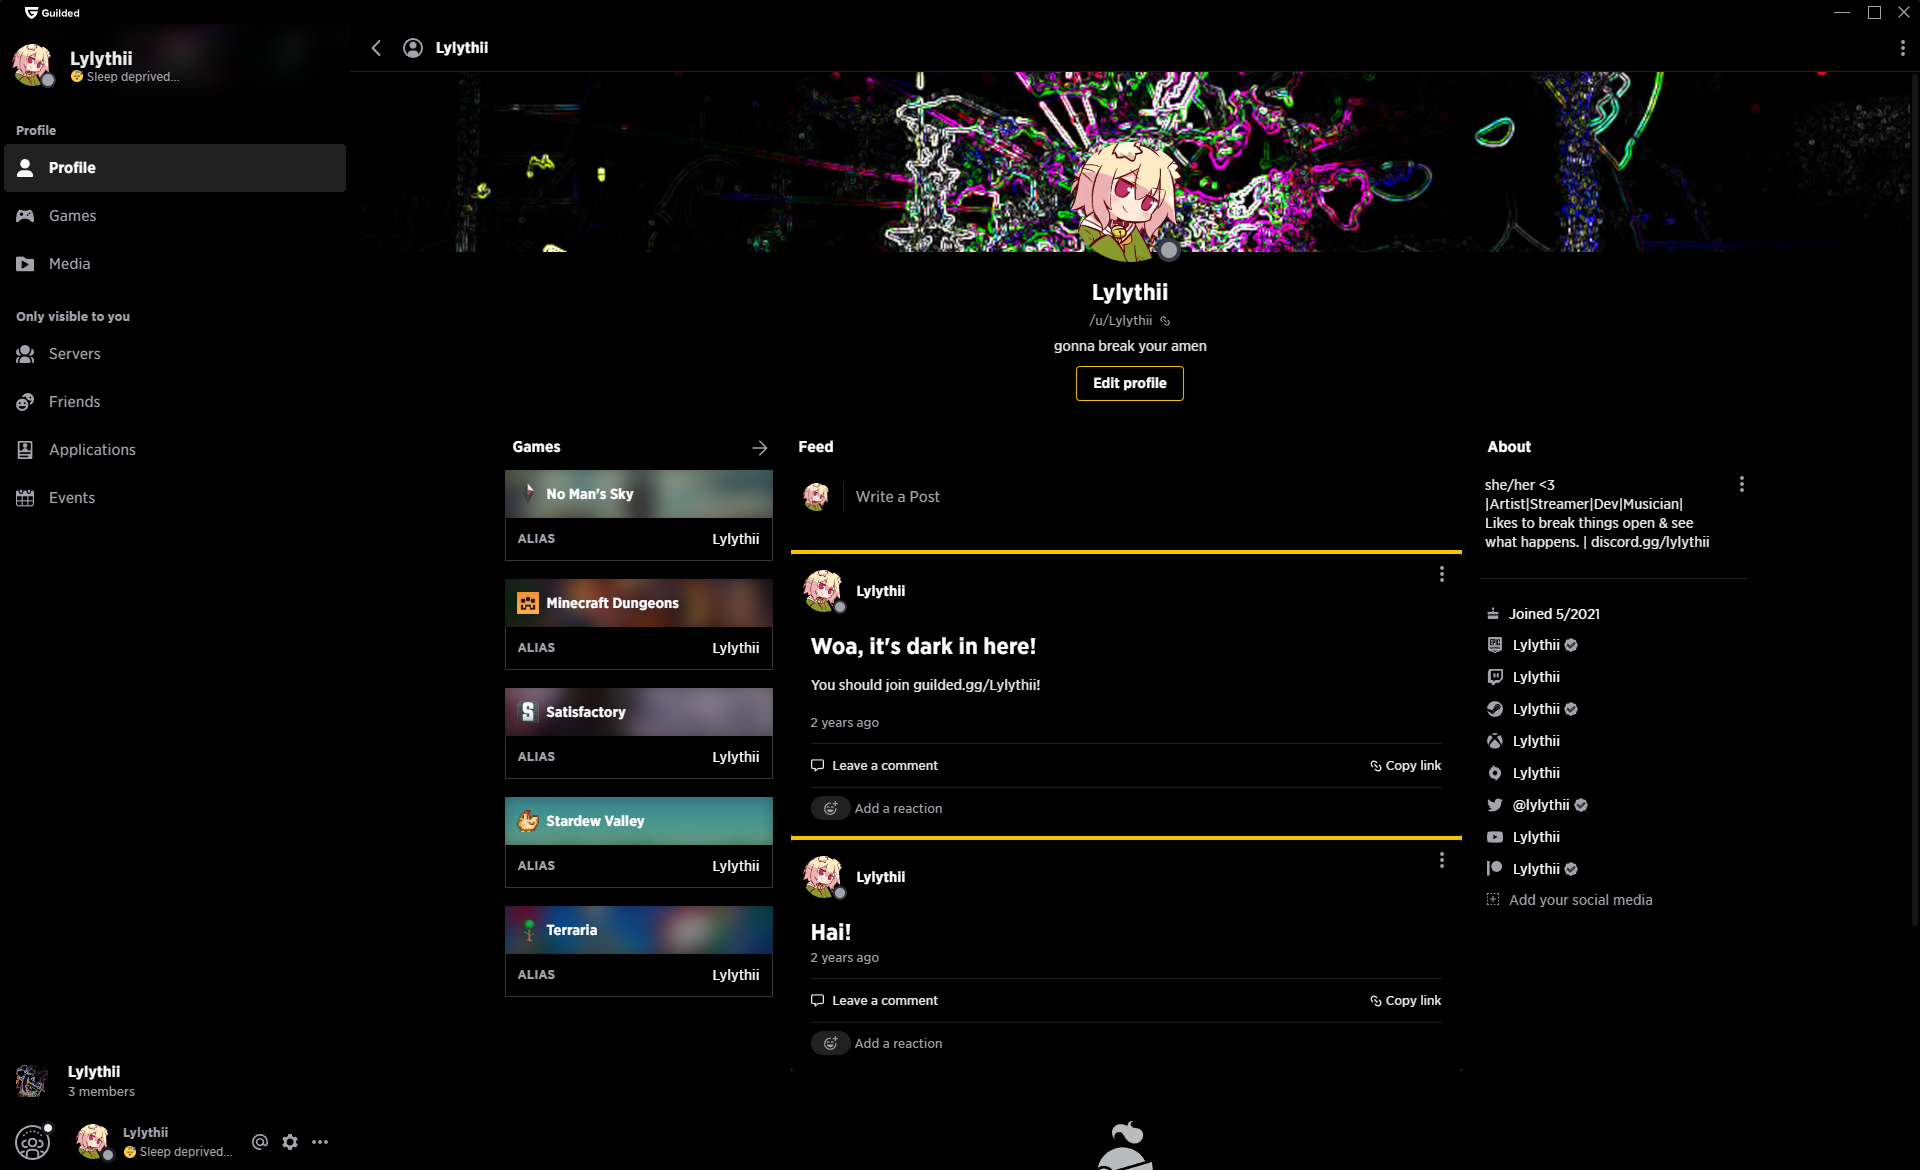 Guilded
Lylythii
Sleep deprived...
Profile
Profile
Games
Media
Only visible to you
Servers
Friends
Applications
Events
Lylythii
3 members
Lylythii
Sleep deprived...
Lylythii
Lylythii
/u/Lylythii
gonna break your amen
Edit profile
Games
No Man's Sky
ALIAS Lylythii
Minecraft Dungeons
ALIAS Lylythii
Satisfactory
ALIAS Lylythii
Stardew Valley
ALIAS Lylythii
Terraria
ALIAS Lylythii
Feed
Write a Post
Lylythii
Woa, it's dark in here!
You should join guilded.gg/Lylythii!
2 years ago
Leave a comment Copy link
Add a reaction
Lylythii
Hai!
2 years ago
Leave a comment Copy link
Add a reaction
About
she/her <3
|Artist|Streamer|Dev|Musician|
Likes to break things open & see
what happens. | discord.gg/lylythii
Joined 5/2021
Lylythii
Lylythii
Lylythii
Lylythii
Lylythii
@lylythii
Lylythii
Lylythii
Add your social media